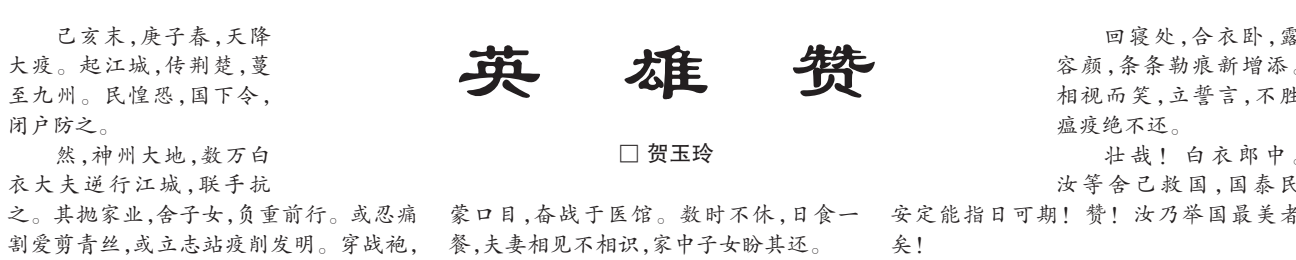 英雄赞
□ 贺玉玲
己亥末,庚子春,天降
大疫。起江城,传荆楚,蔓
至九州。民惶恐,国下令,
闭户防之。
然,神州大地,数万白
衣大夫逆行江城,联手抗
之。其抛家业,舍子女,负重前行。或忍痛
割爱剪青丝,或立志站疫削发明。穿战袍,
蒙口目,奋战于医馆。数时不休,日食一
餐,夫妻相见不相识,家中子女盼其还。
回寝处,合衣卧,露
容颜,条条勒痕新增添。
相视而笑,立誓言,不胜
瘟疫绝不还。
壮哉！白衣郎中。
汝等舍己救国,国泰民
安定能指日可期！赞！汝乃举国最美者
矣！